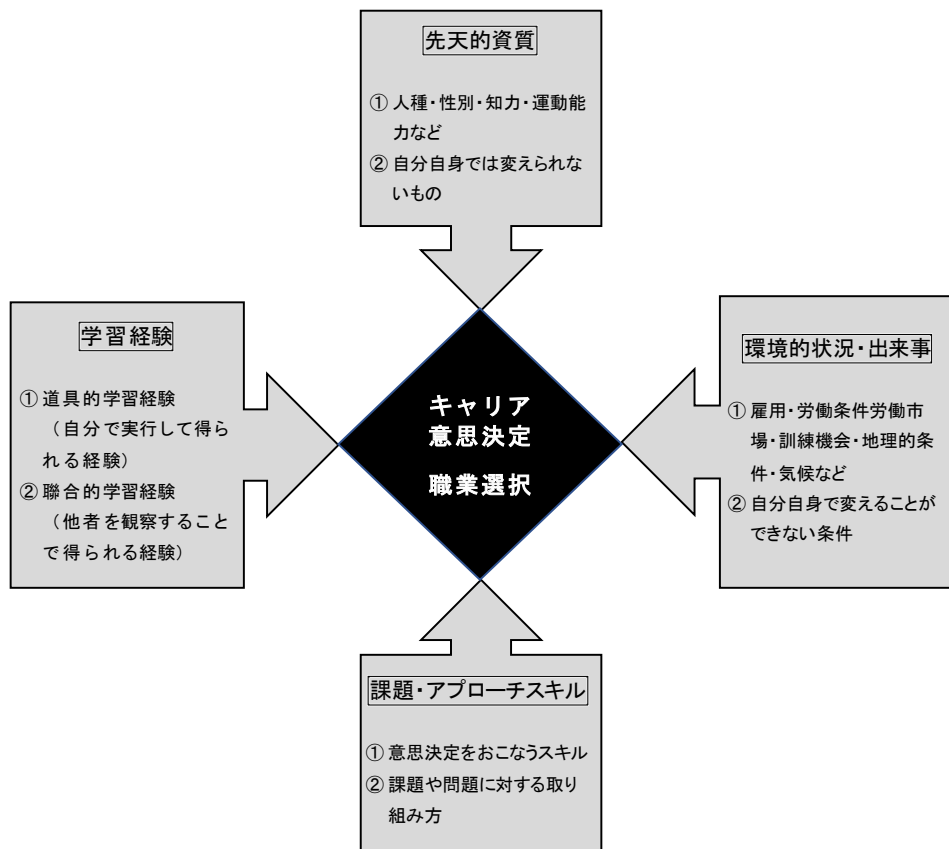 先天的資質
① 人種・性別・知力・運動能
力など
② 自分自身では変えられな
いもの
学習経験
① 道具的学習経験
（自分で実行して得ら
れる経験）
② 聯合的学習経験
（他者を観察すること
で得られる経験）
キャリア
意思決定
職業選択
環境的状況・出来事
① 雇用・労働条件労働市
場・訓練機会・地理的条
件・気候など
② 自分自身で変えることが
できない条件
課題・アプローチスキル
① 意思決定をおこなうスキル
② 課題や問題に対する取り
組み方